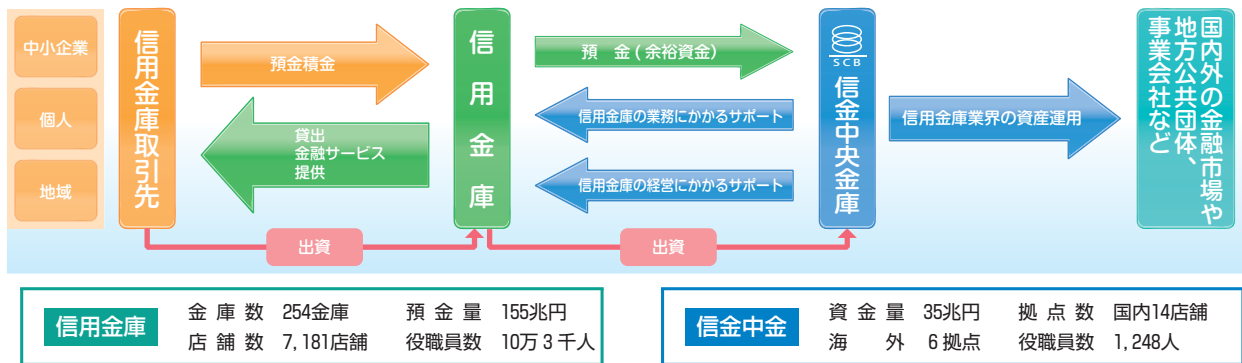 中小企業
個人
地域
信用金庫取引先
預金積金
貸出
金融サービス
提供
信用金庫
預 金(余裕資金)
信用金庫の業務にかかるサポート
信用金庫の経営にかかるサポート
SCB
信金中央金庫
信用金庫業界の資産運用
国内外の金融市場や
地方公共団体、
事業会社など
出資
出資
信用金庫
金庫数 254金庫 預金量 155兆円
店舗数 7,181店舗 役職員数 10万3千人
信金中金
資金量 35兆円 拠点数 国内14店舗
海外 6拠点 役職員数 1,248人